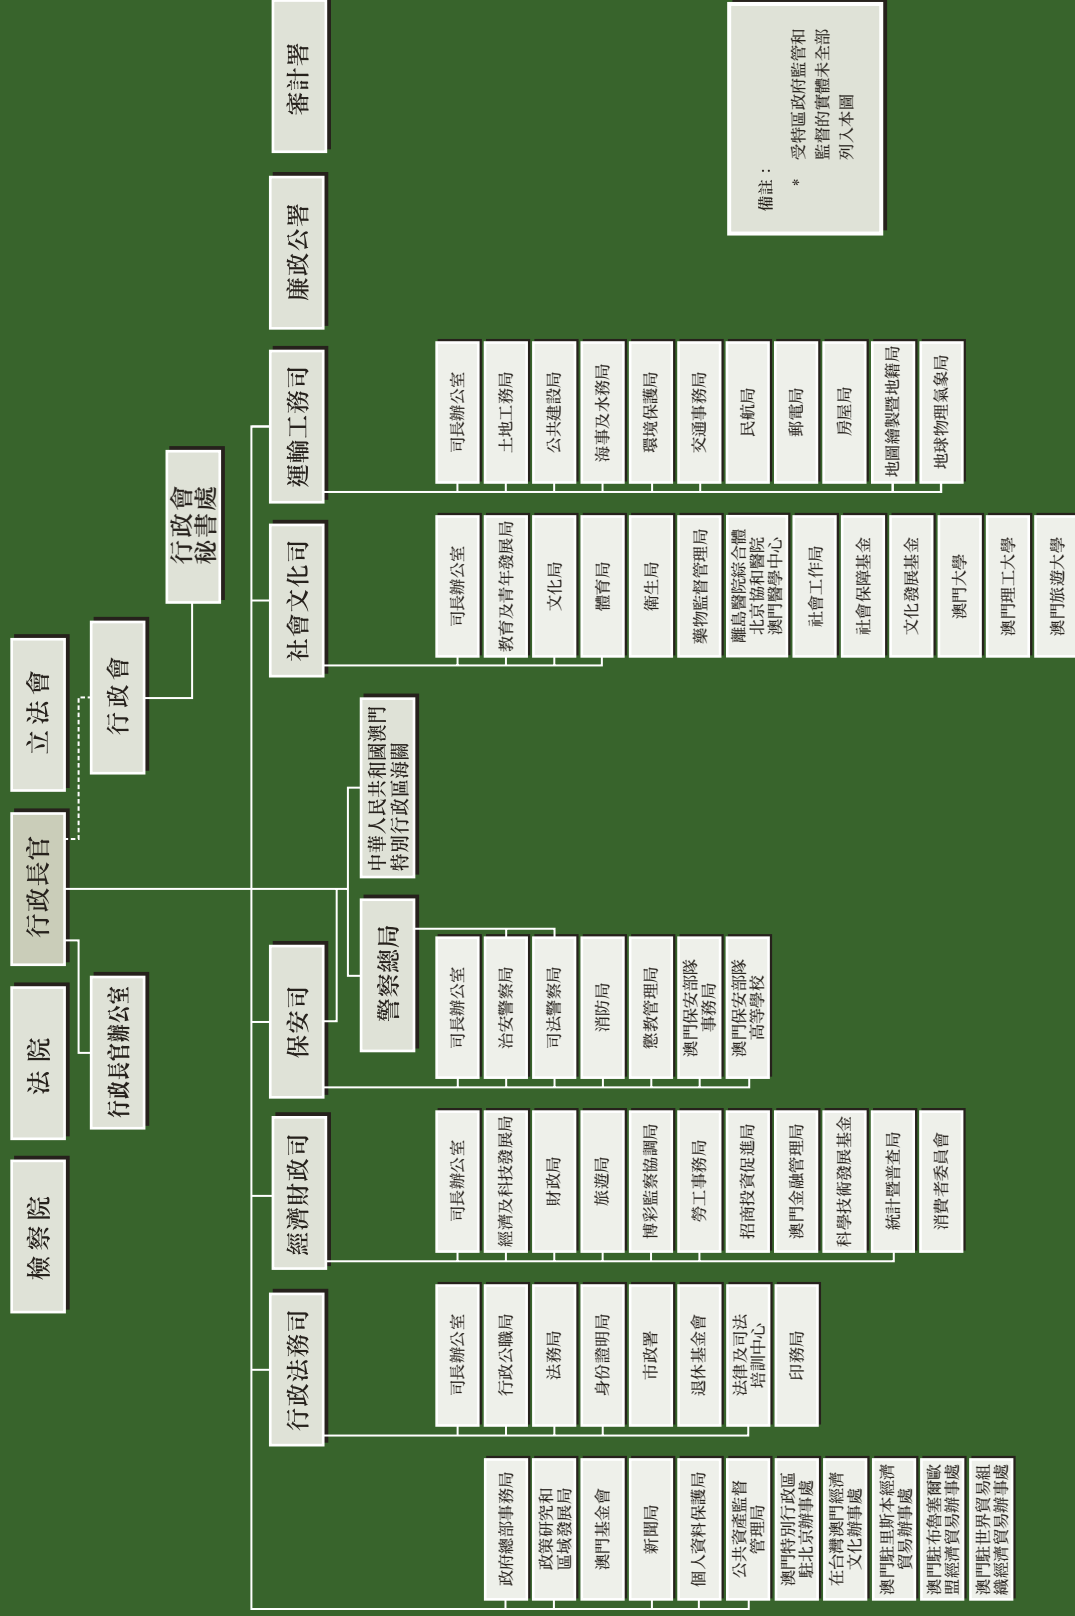 檢察院
法院
行政長官
立法會
行政長官辦公室
行政會
行政會
秘書處
行政法務司
經濟財政司
保安司
社會文化司
運輸工務司
廉政公署
審計署
警察總局
中華人民共和國澳門
特別行政區海關
政府總部事務局
政策研究和
區域發展局
澳門基金會
新聞局
個人資料保護局
公共資產監督
管理局
澳門特別行政區
駐北京辦事處
在台灣澳門經濟
文化辦事處
澳門駐里斯本經濟
貿易辦事處
澳門駐布魯塞爾歐
盟經濟貿易辦事處
澳門駐世界貿易組
織經濟貿易辦事處
司長辦公室
行政公職局
法務局
身份證明局
市政署
退休基金會
法律及司法
培訓中心
印務局
司長辦公室
經濟及科技發展局
財政局
旅遊局
博彩監察協調局
勞工事務局
招商投資促進局
澳門金融管理局
科學技術發展基金
統計暨普查局
消費者委員會
司長辦公室
治安警察局
司法警察局
消防局
懲教管理局
澳門保安部隊
事務局
澳門保安部隊
高等學校
司長辦公室
教育及青年發展局
文化局
體育局
衛生局
藥物監督管理局
離島醫院綜合體
北京協和醫院
澳門醫學中心
社會工作局
社會保障基金
文化發展基金
澳門大學
澳門理工大學
澳門旅遊大學
司長辦公室
土地工務局
公共建設局
海事及水務局
環境保護局
交通事務局
民航局
郵電局
房屋局
地圖繪製暨地籍局
地球物理氣象局
備註：
* 受特區政府監管和
監督的實體未全部
列入本圖